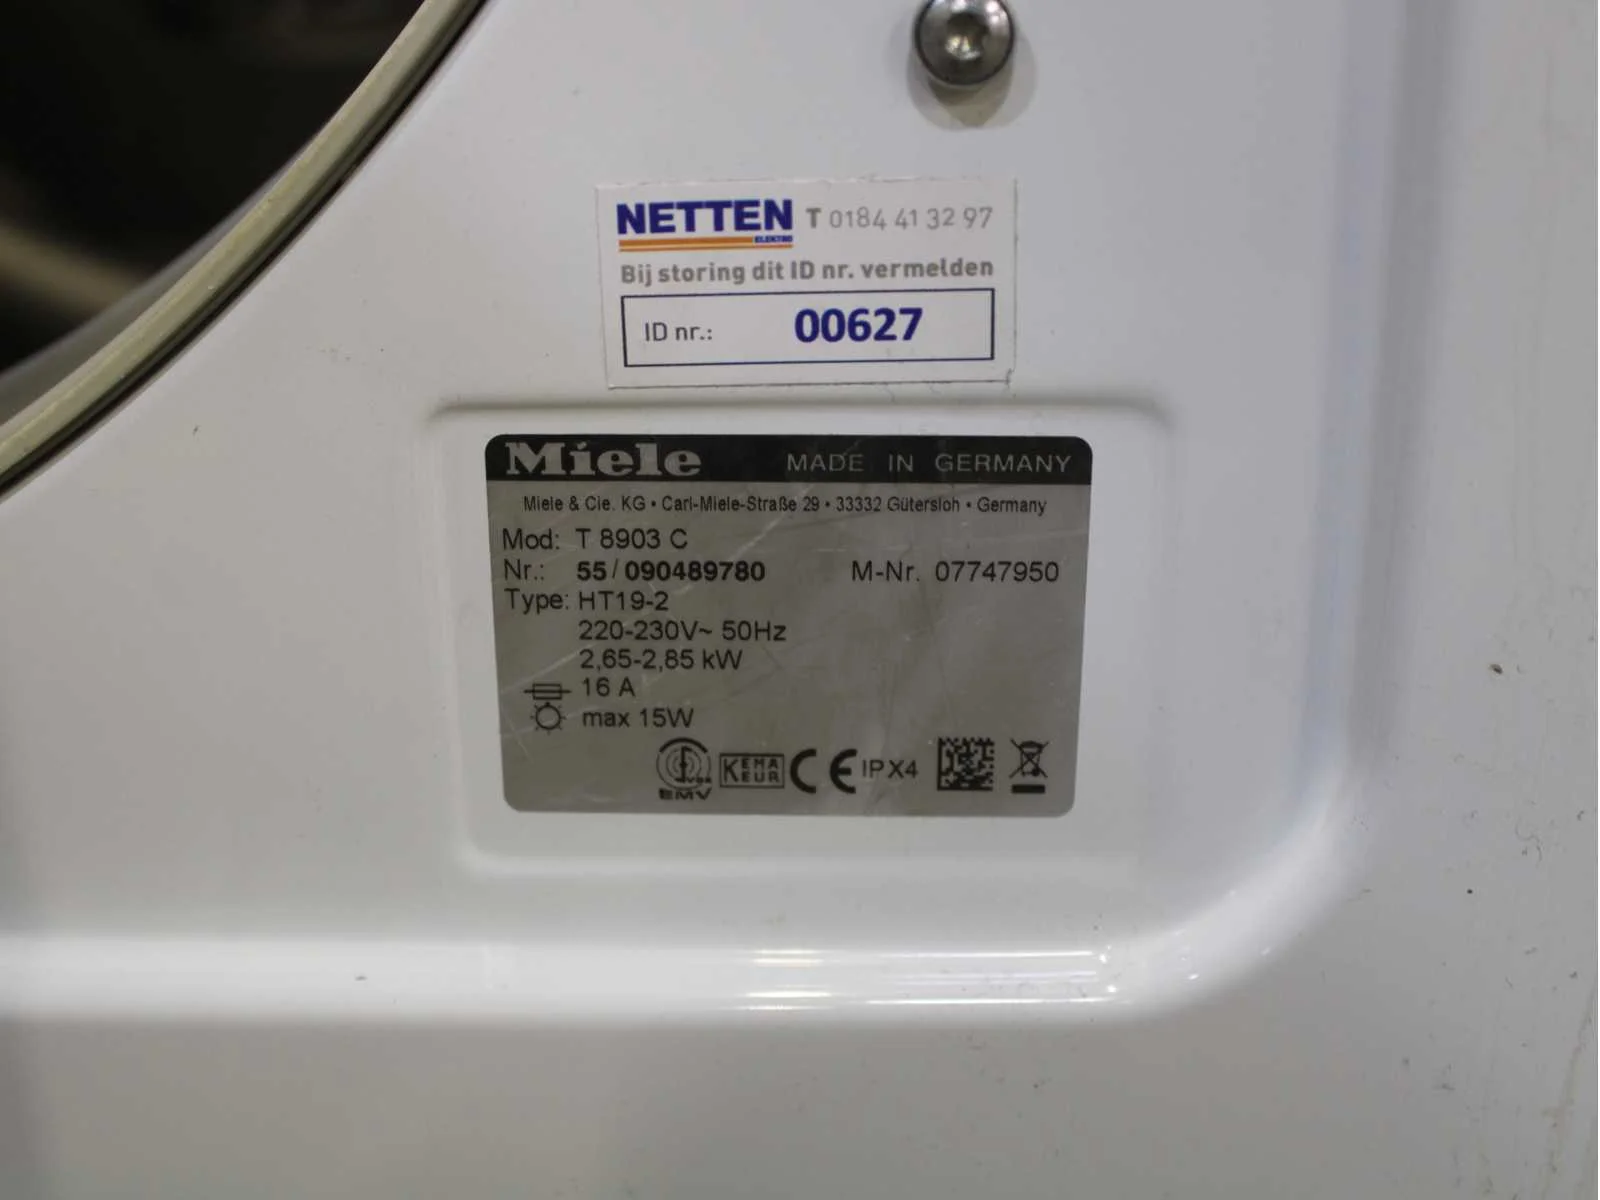 NETTEN T 0184 41 32 97
ELEKTRO
Bij storing dit ID nr. vermelden
ID nr.: 00627
Miele MADE IN GERMANY
Miele & Cie. KG • Carl-Miele-Straße 29 • 33332 Gütersloh • Germany
Mod: T 8903 C
Nr.: 55/090489780 M-Nr. 07747950
Type: HT19-2
220-230V~ 50Hz
2,65-2,85 kW
16 A
max 15W
VDE
EMV
KEMA
EUR
CE IPX4